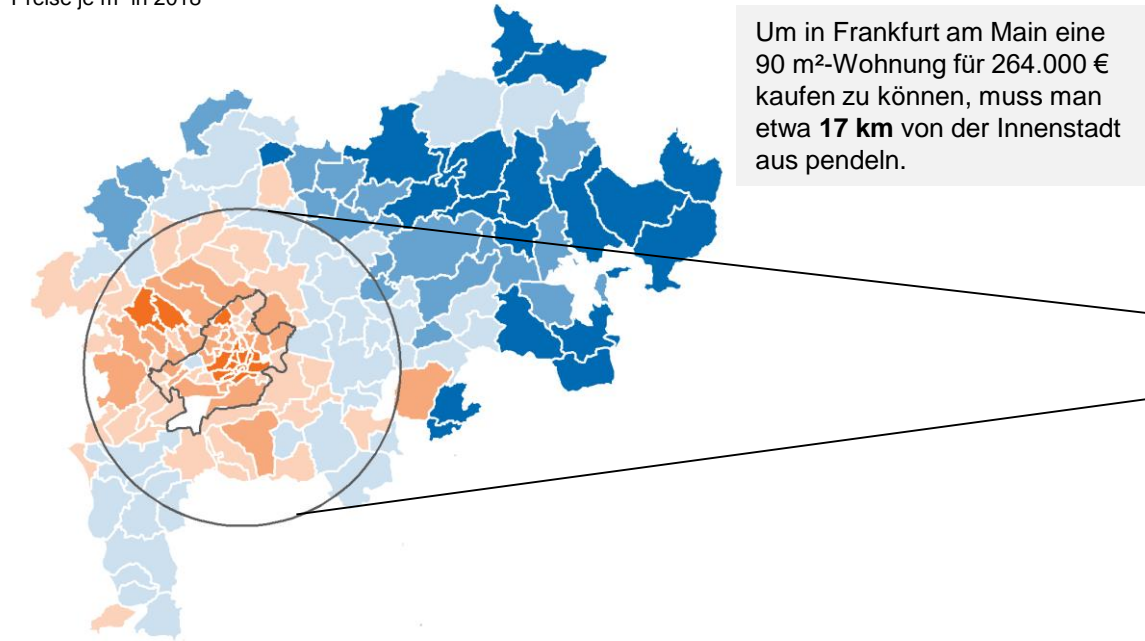 Preise je m² in 2018
Um in Frankfurt am Main eine
90 m²-Wohnung für 264.000 €
kaufen zu können, muss man
etwa 17 km von der Innenstadt
aus pendeln.